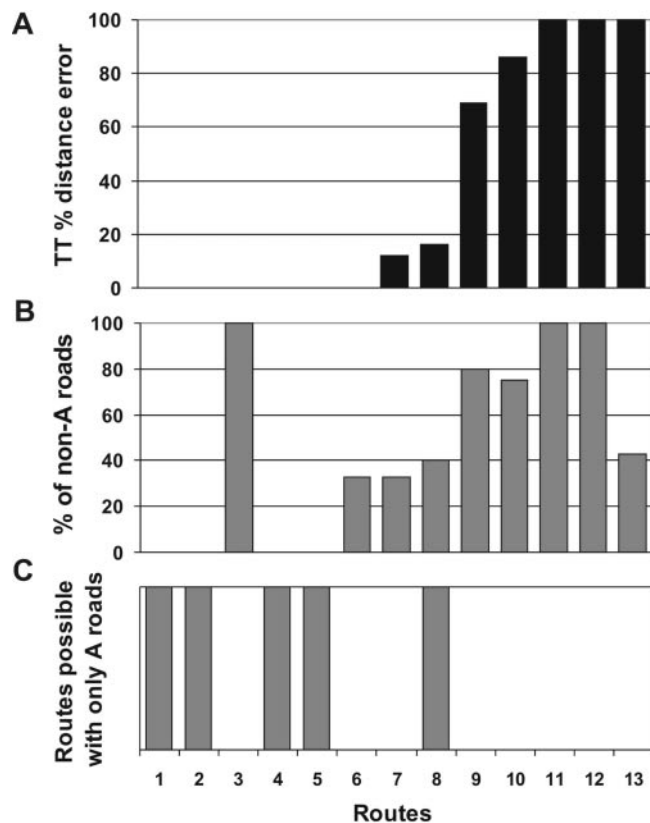 A
TT % distance error
100
80
60
40
20
0
B
% of non-A roads
100
80
60
40
20
0
C
Routes possible
with only A roads
1 2 3 4 5 6 7 8 9 10 11 12 13
Routes